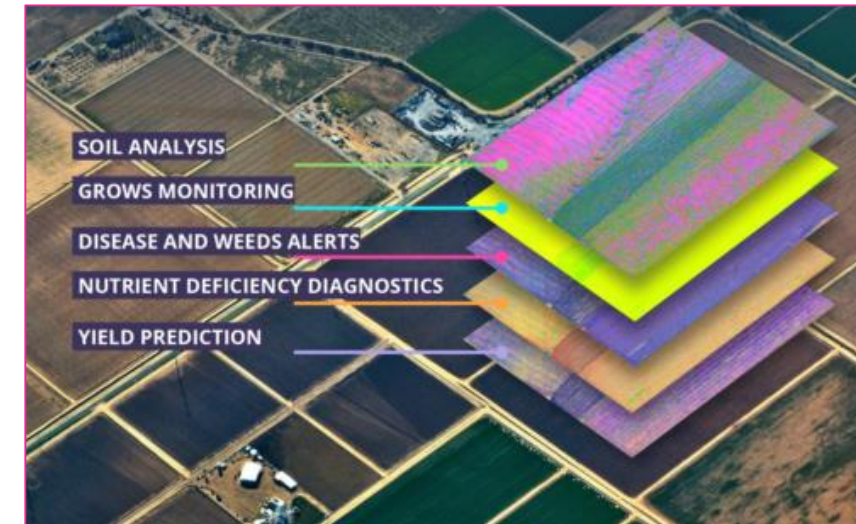 SOIL ANALYSIS
GROWS MONITORING
DISEASE AND WEEDS ALERTS
NUTRIENT DEFICIENCY DIAGNOSTICS
YIELD PREDICTION